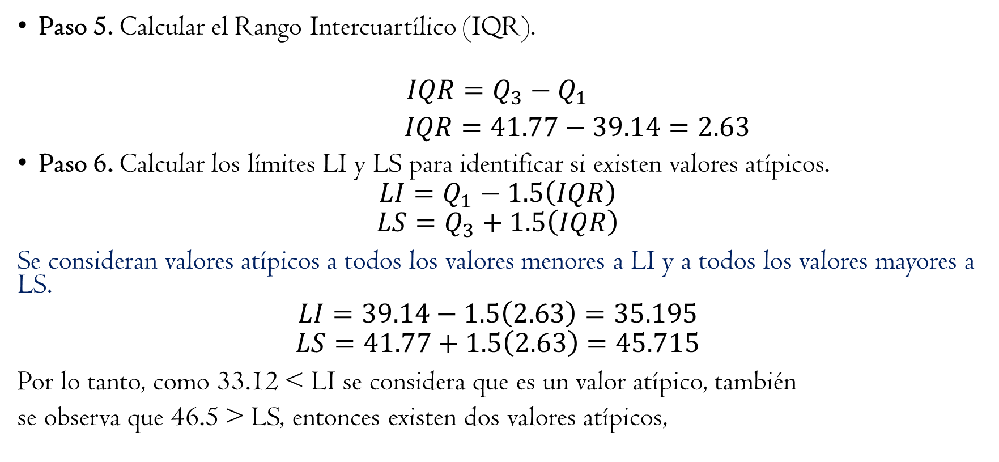 • Paso 5. Calcular el Rango Intercuartílico (IQR).
IQR = Q₃ − Q₁
IQR = 41.77 − 39.14 = 2.63
• Paso 6. Calcular los límites LI y LS para identificar si existen valores atípicos.
LI = Q₁ − 1.5(IQR)
LS = Q₃ + 1.5(IQR)
Se consideran valores atípicos a todos los valores menores a LI y a todos los valores mayores a
LS.
LI = 39.14 − 1.5(2.63) = 35.195
LS = 41.77 + 1.5(2.63) = 45.715
Por lo tanto, como 33.12 < LI se considera que es un valor atípico, también
se observa que 46.5 > LS, entonces existen dos valores atípicos,